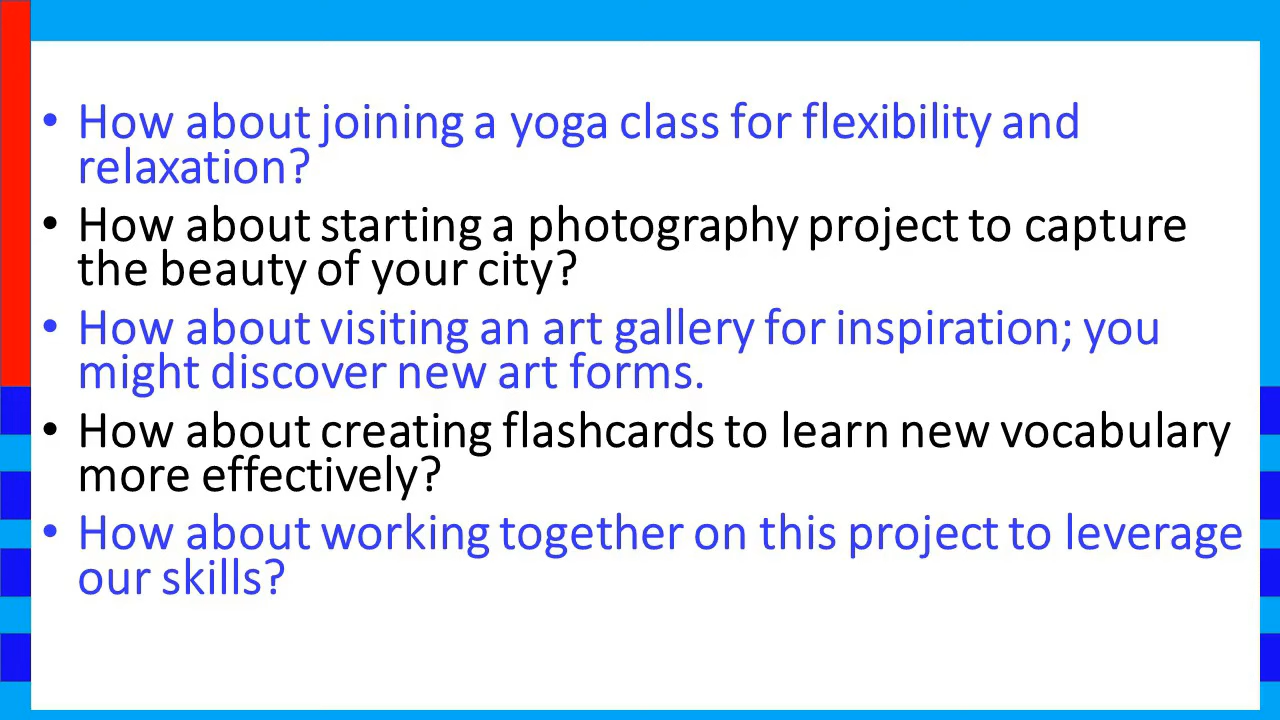 • How about joining a yoga class for flexibility and
relaxation?
• How about starting a photography project to capture
the beauty of your city?
• How about visiting an art gallery for inspiration; you
might discover new art forms.
• How about creating flashcards to learn new vocabulary
more effectively?
• How about working together on this project to leverage
our skills?